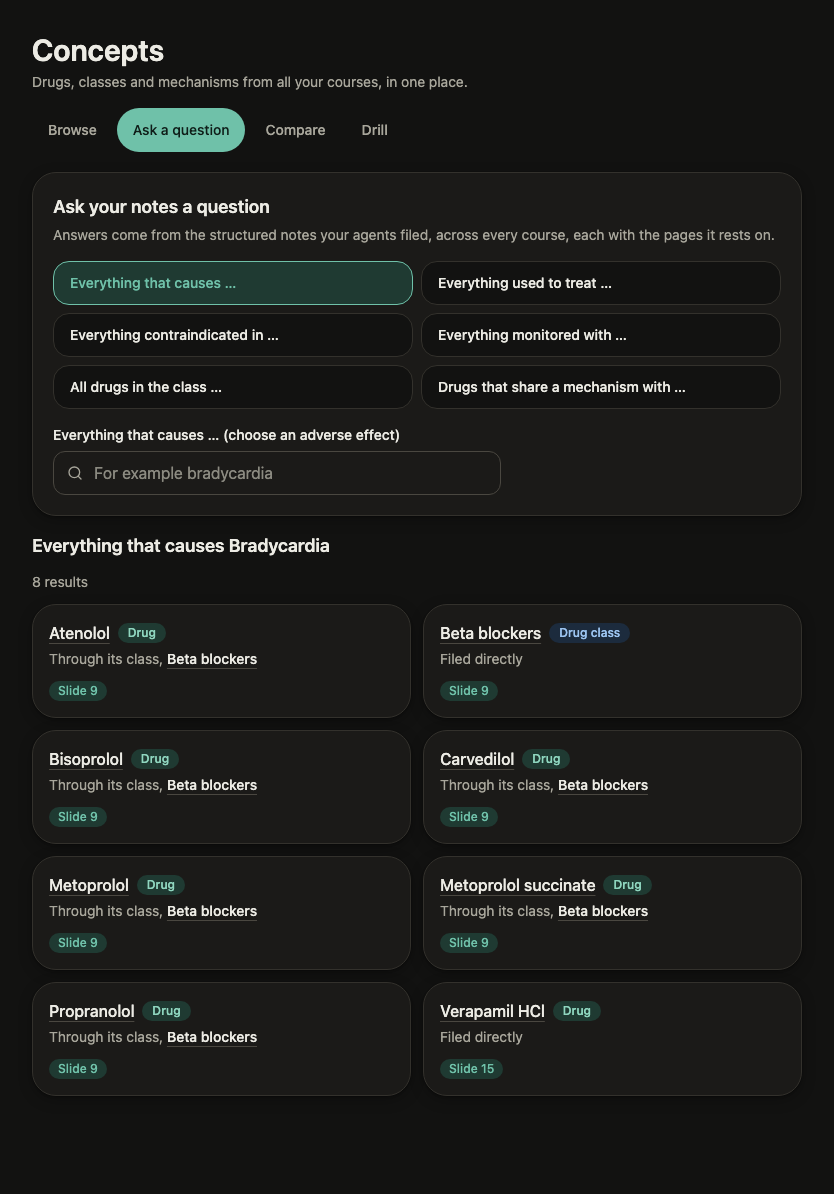 Concepts
Drugs, classes and mechanisms from all your courses, in one place.
Browse
Ask a question
Compare
Drill
Ask your notes a question
Answers come from the structured notes your agents filed, across every course, each with the pages it rests on.
Everything that causes ...
Everything used to treat ...
Everything contraindicated in ...
Everything monitored with ...
All drugs in the class ...
Drugs that share a mechanism with ...
Everything that causes ... (choose an adverse effect)
For example bradycardia
Everything that causes Bradycardia
8 results
Atenolol Drug
Through its class, Beta blockers
Slide 9
Beta blockers Drug class
Filed directly
Slide 9
Bisoprolol Drug
Through its class, Beta blockers
Slide 9
Carvedilol Drug
Through its class, Beta blockers
Slide 9
Metoprolol Drug
Through its class, Beta blockers
Slide 9
Metoprolol succinate Drug
Through its class, Beta blockers
Slide 9
Propranolol Drug
Through its class, Beta blockers
Slide 9
Verapamil HCl Drug
Filed directly
Slide 15